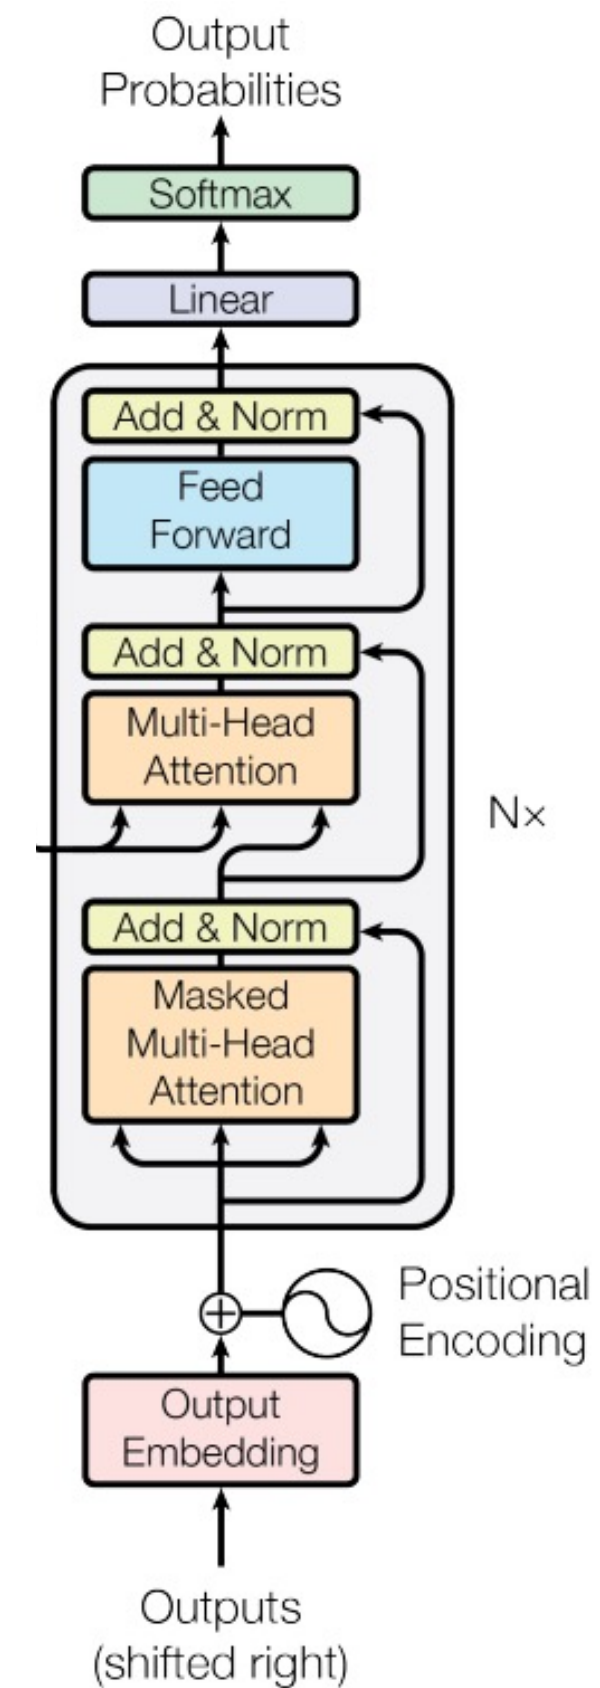 Output
Probabilities
Softmax
Linear
Add & Norm
Feed
Forward
Add & Norm
Multi-Head
Attention
N×
Add & Norm
Masked
Multi-Head
Attention
Positional
Encoding
Output
Embedding
Outputs
(shifted right)